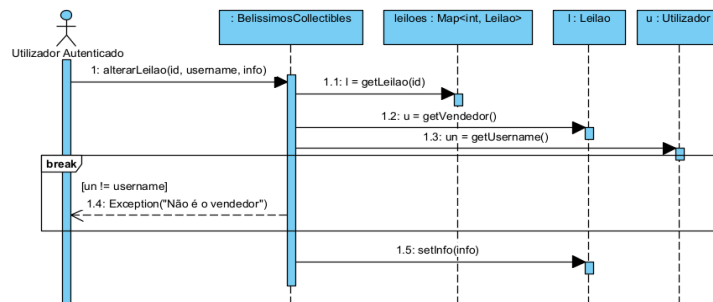 : BelissimosCollectibles
leiloes : Map<int, Leilao>
l : Leilao
u : Utilizador
Utilizador Autenticado
1: alterarLeilao(id, username, info)
1.1: l = getLeilao(id)
1.2: u = getVendedor()
1.3: un = getUsername()
break
[un != username]
1.4: Exception("Não é o vendedor")
1.5: setInfo(info)